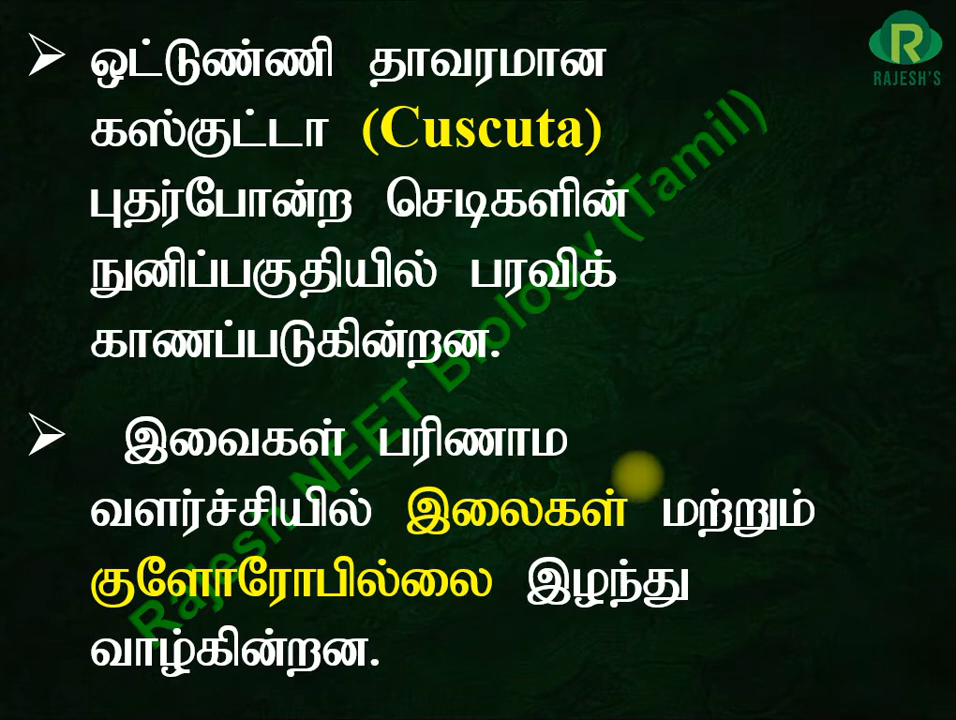 R
RAJESH'S
➢ ஒட்டுண்ணி தாவரமான
கஸ்குட்டா (Cuscuta)
புதர்போன்ற செடிகளின்
நுனிப்பகுதியில் பரவிக்
காணப்படுகின்றன.
➢ இவைகள் பரிணாம
வளர்ச்சியில் இலைகள் மற்றும்
குளோரோபில்லை இழந்து
வாழ்கின்றன.
Rajesh NEET Biology (Tamil)